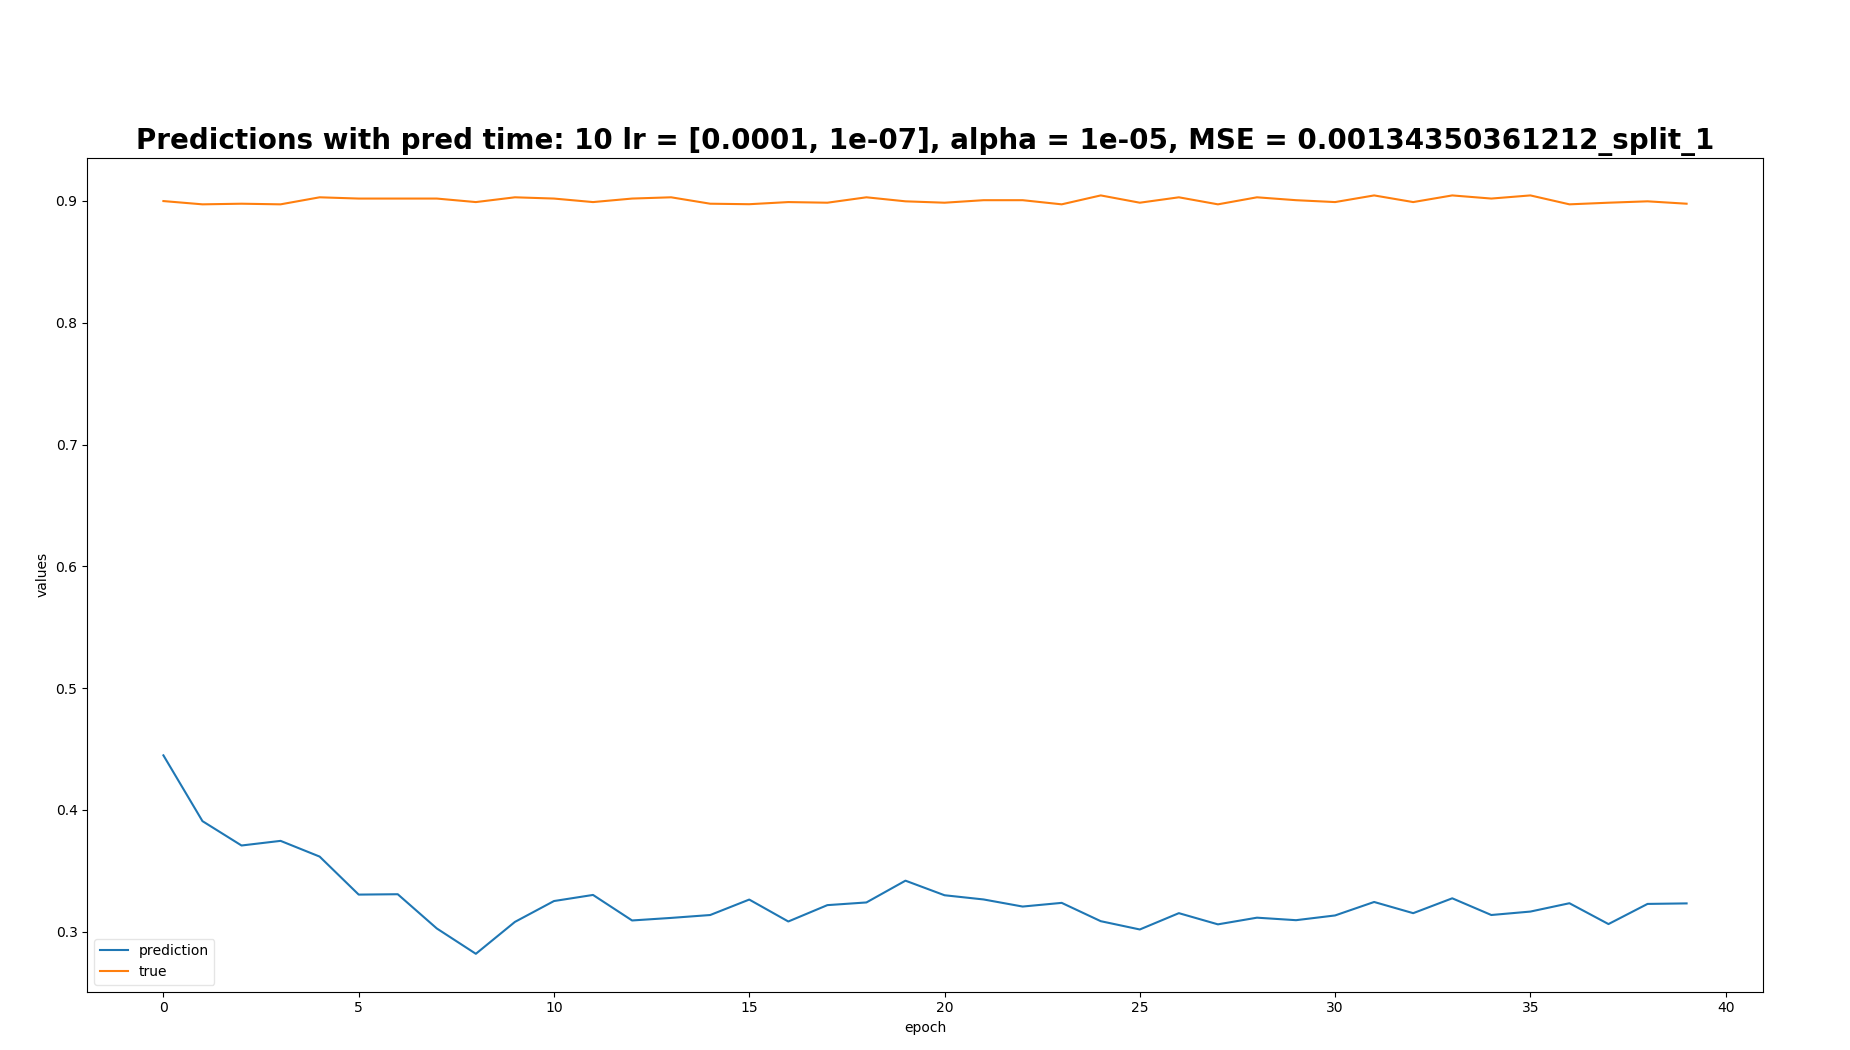 Predictions with pred time: 10 lr = [0.0001, 1e-07], alpha = 1e-05, MSE = 0.00134350361212_split_1
0.9
0.8
0.7
0.6
0.5
0.4
0.3
values
prediction
true
0 5 10 15 20 25 30 35 40
epoch